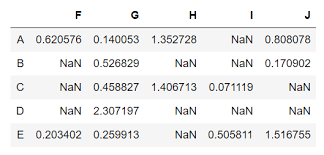 F G H I J
A 0.620576 0.140053 1.352728 NaN 0.808078
B NaN 0.526829 NaN NaN 0.170902
C NaN 0.458827 1.406713 0.071119 NaN
D NaN 2.307197 NaN NaN NaN
E 0.203402 0.259913 NaN 0.505811 1.516755